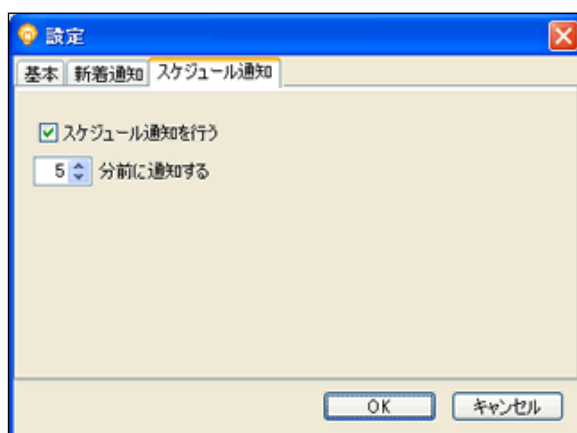 設定
基本 新着通知 スケジュール通知
スケジュール通知を行う
5 分前に通知する
OK キャンセル